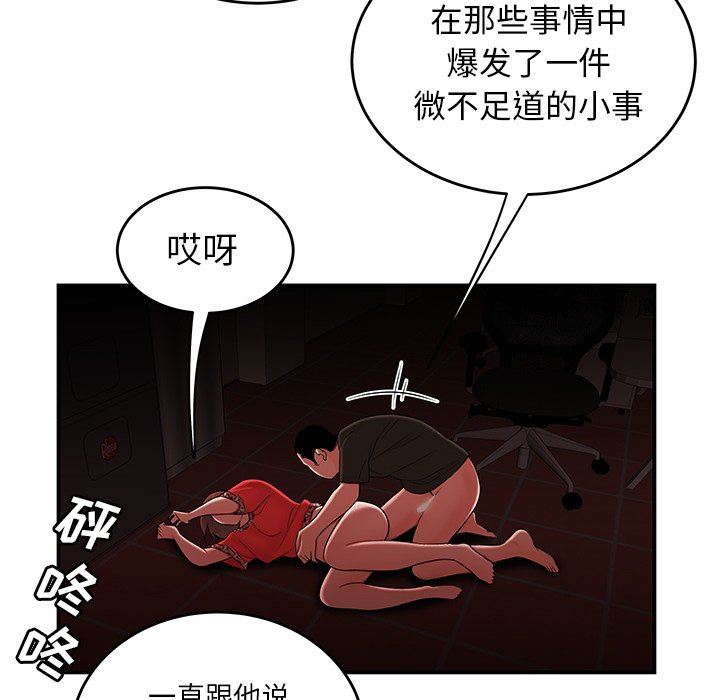 在那些事情中
爆发了一件
微不足道的小事
哎呀
砰
咚
咚
一直跟他说